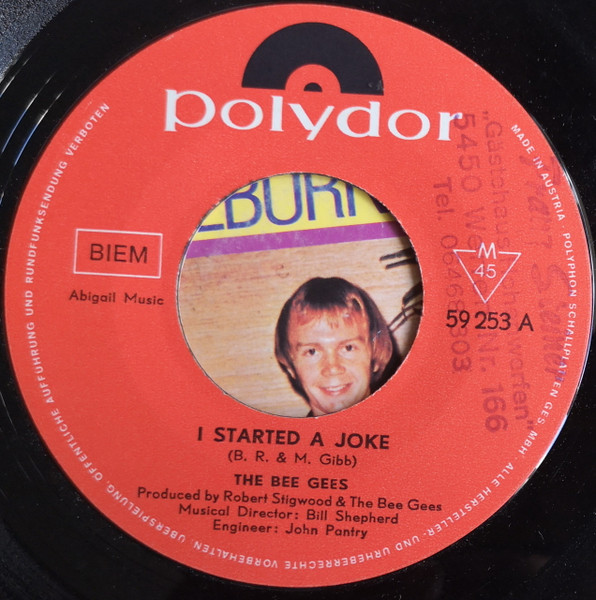 polydor
BIEM
Abigail Music
M
45
59 253 A
I STARTED A JOKE
(B. R. & M. Gibb)
THE BEE GEES
Produced by Robert Stigwood & The Bee Gees
Musical Director: Bill Shepherd
Engineer: John Pantry
MADE IN AUSTRIA. POLYPHON SCHALLPLATTEN GES. MBH. ALLE HERSTELLER- UND URHEBERRECHTE VORBEHALTEN. ÜBERSPIELUNG, ÖFFENTLICHE AUFFÜHRUNG UND RUNDFUNKSENDUNG VERBOTEN
Nr. 166
5450
Tel.